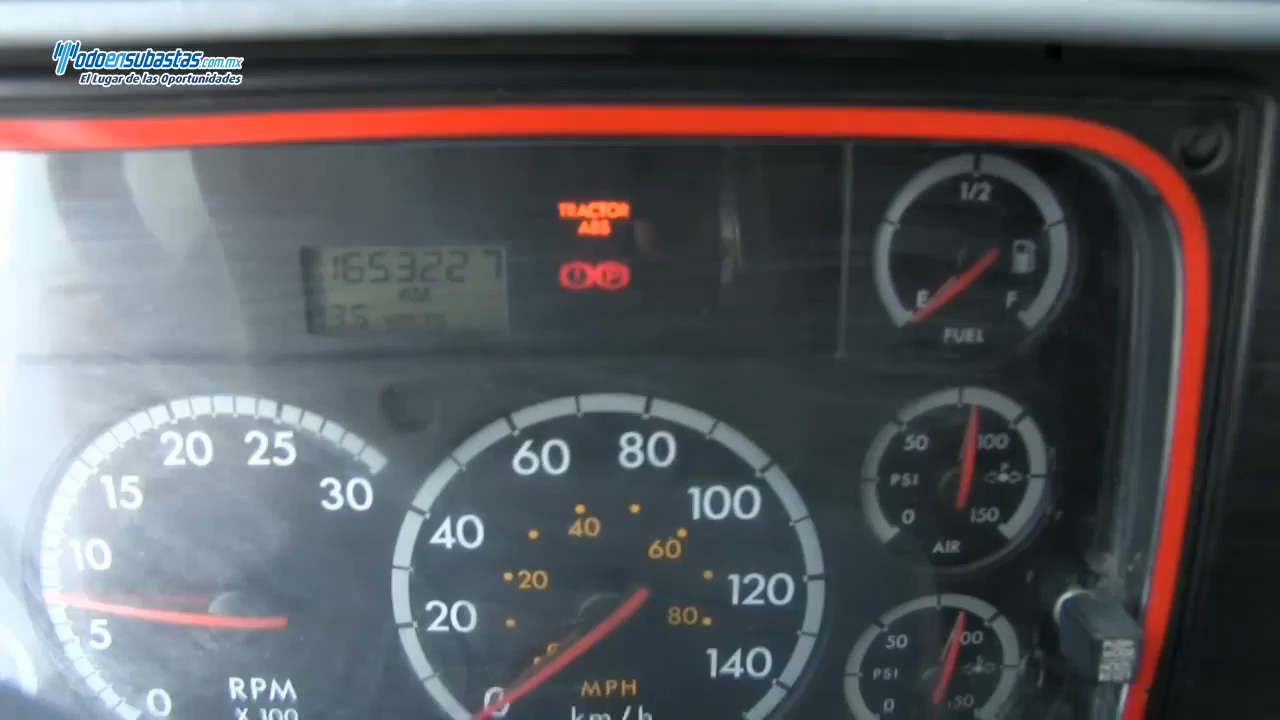 Todoensubastas.com.mx
El Lugar de las Oportunidades
TRACTOR
ABS
1653227
KM
35
1/2
E F
FUEL
0 5 10 15 20 25 30
RPM
X 100
0 20 40 60 80 100 120 140
20 40 60 80
MPH
km/h
0 50 100 150
PSI
AIR
0 50 100 150
PSI